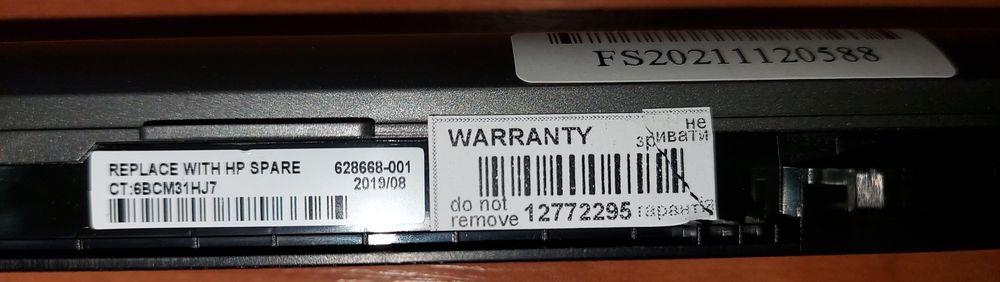 FS20211120588
REPLACE WITH HP SPARE 628668-001
CT:6BCM31HJ7 2019/08
WARRANTY
не
зривати
do not
remove 12772295 гарантія